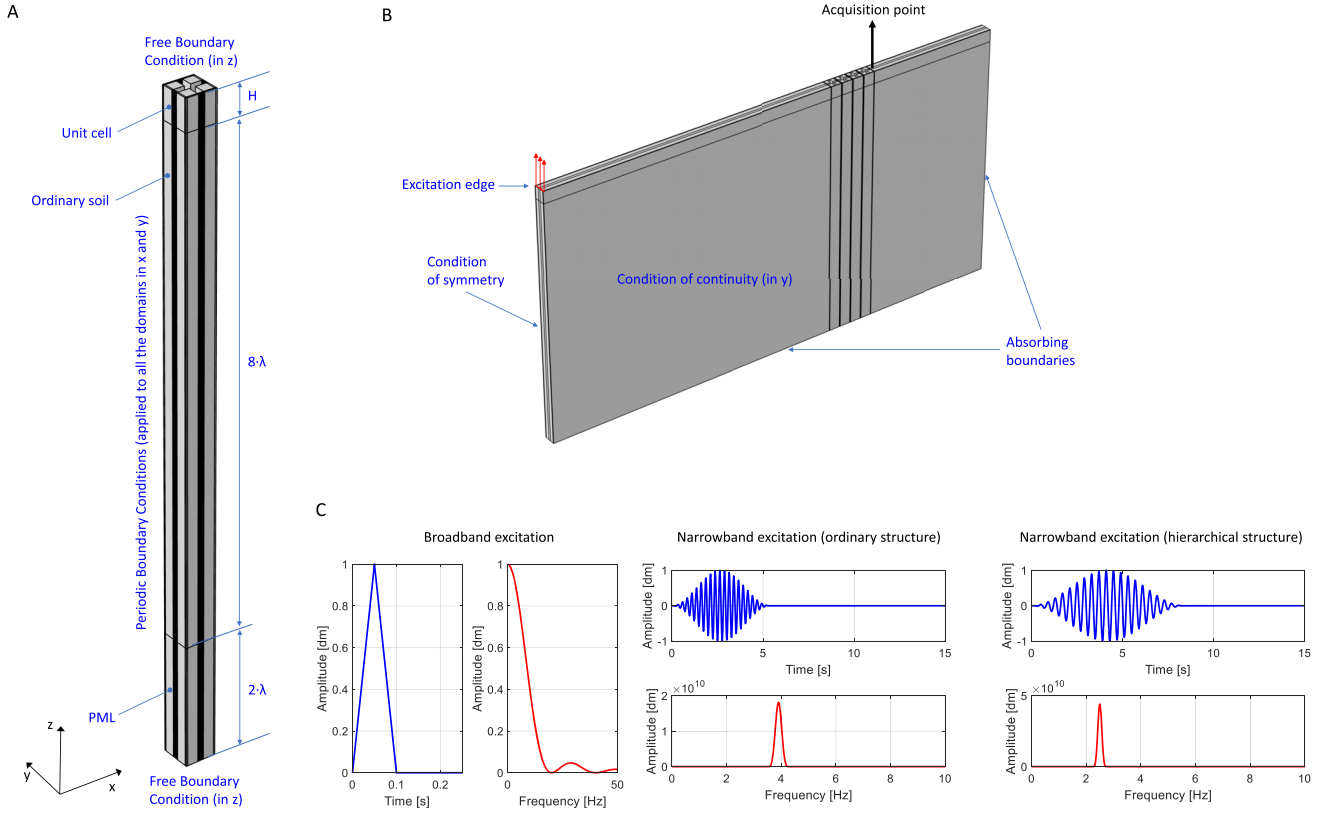 A
Free Boundary
Condition (in z)
H
Unit cell
Ordinary soil
Periodic Boundary Conditions (applied to all the domains in x and y)
8·λ
2·λ
PML
z
y
x
Free Boundary
Condition (in z)
B
Acquisition point
Excitation edge
Condition
of symmetry
Condition of continuity (in y)
Absorbing
boundaries
C
Broadband excitation
Amplitude [dm]
1
0.8
0.6
0.4
0.2
0
0
0.1
0.2
Time [s]
Amplitude [dm]
1
0.8
0.6
0.4
0.2
0
0
50
Frequency [Hz]
Narrowband excitation (ordinary structure)
Amplitude [dm]
1
0
-1
0
5
10
15
Time [s]
Amplitude [dm]
×10^10
2
1
0
0
2
4
6
8
10
Frequency [Hz]
Narrowband excitation (hierarchical structure)
Amplitude [dm]
1
0
-1
0
5
10
15
Time [s]
Amplitude [dm]
×10^10
5
0
0
2
4
6
8
10
Frequency [Hz]